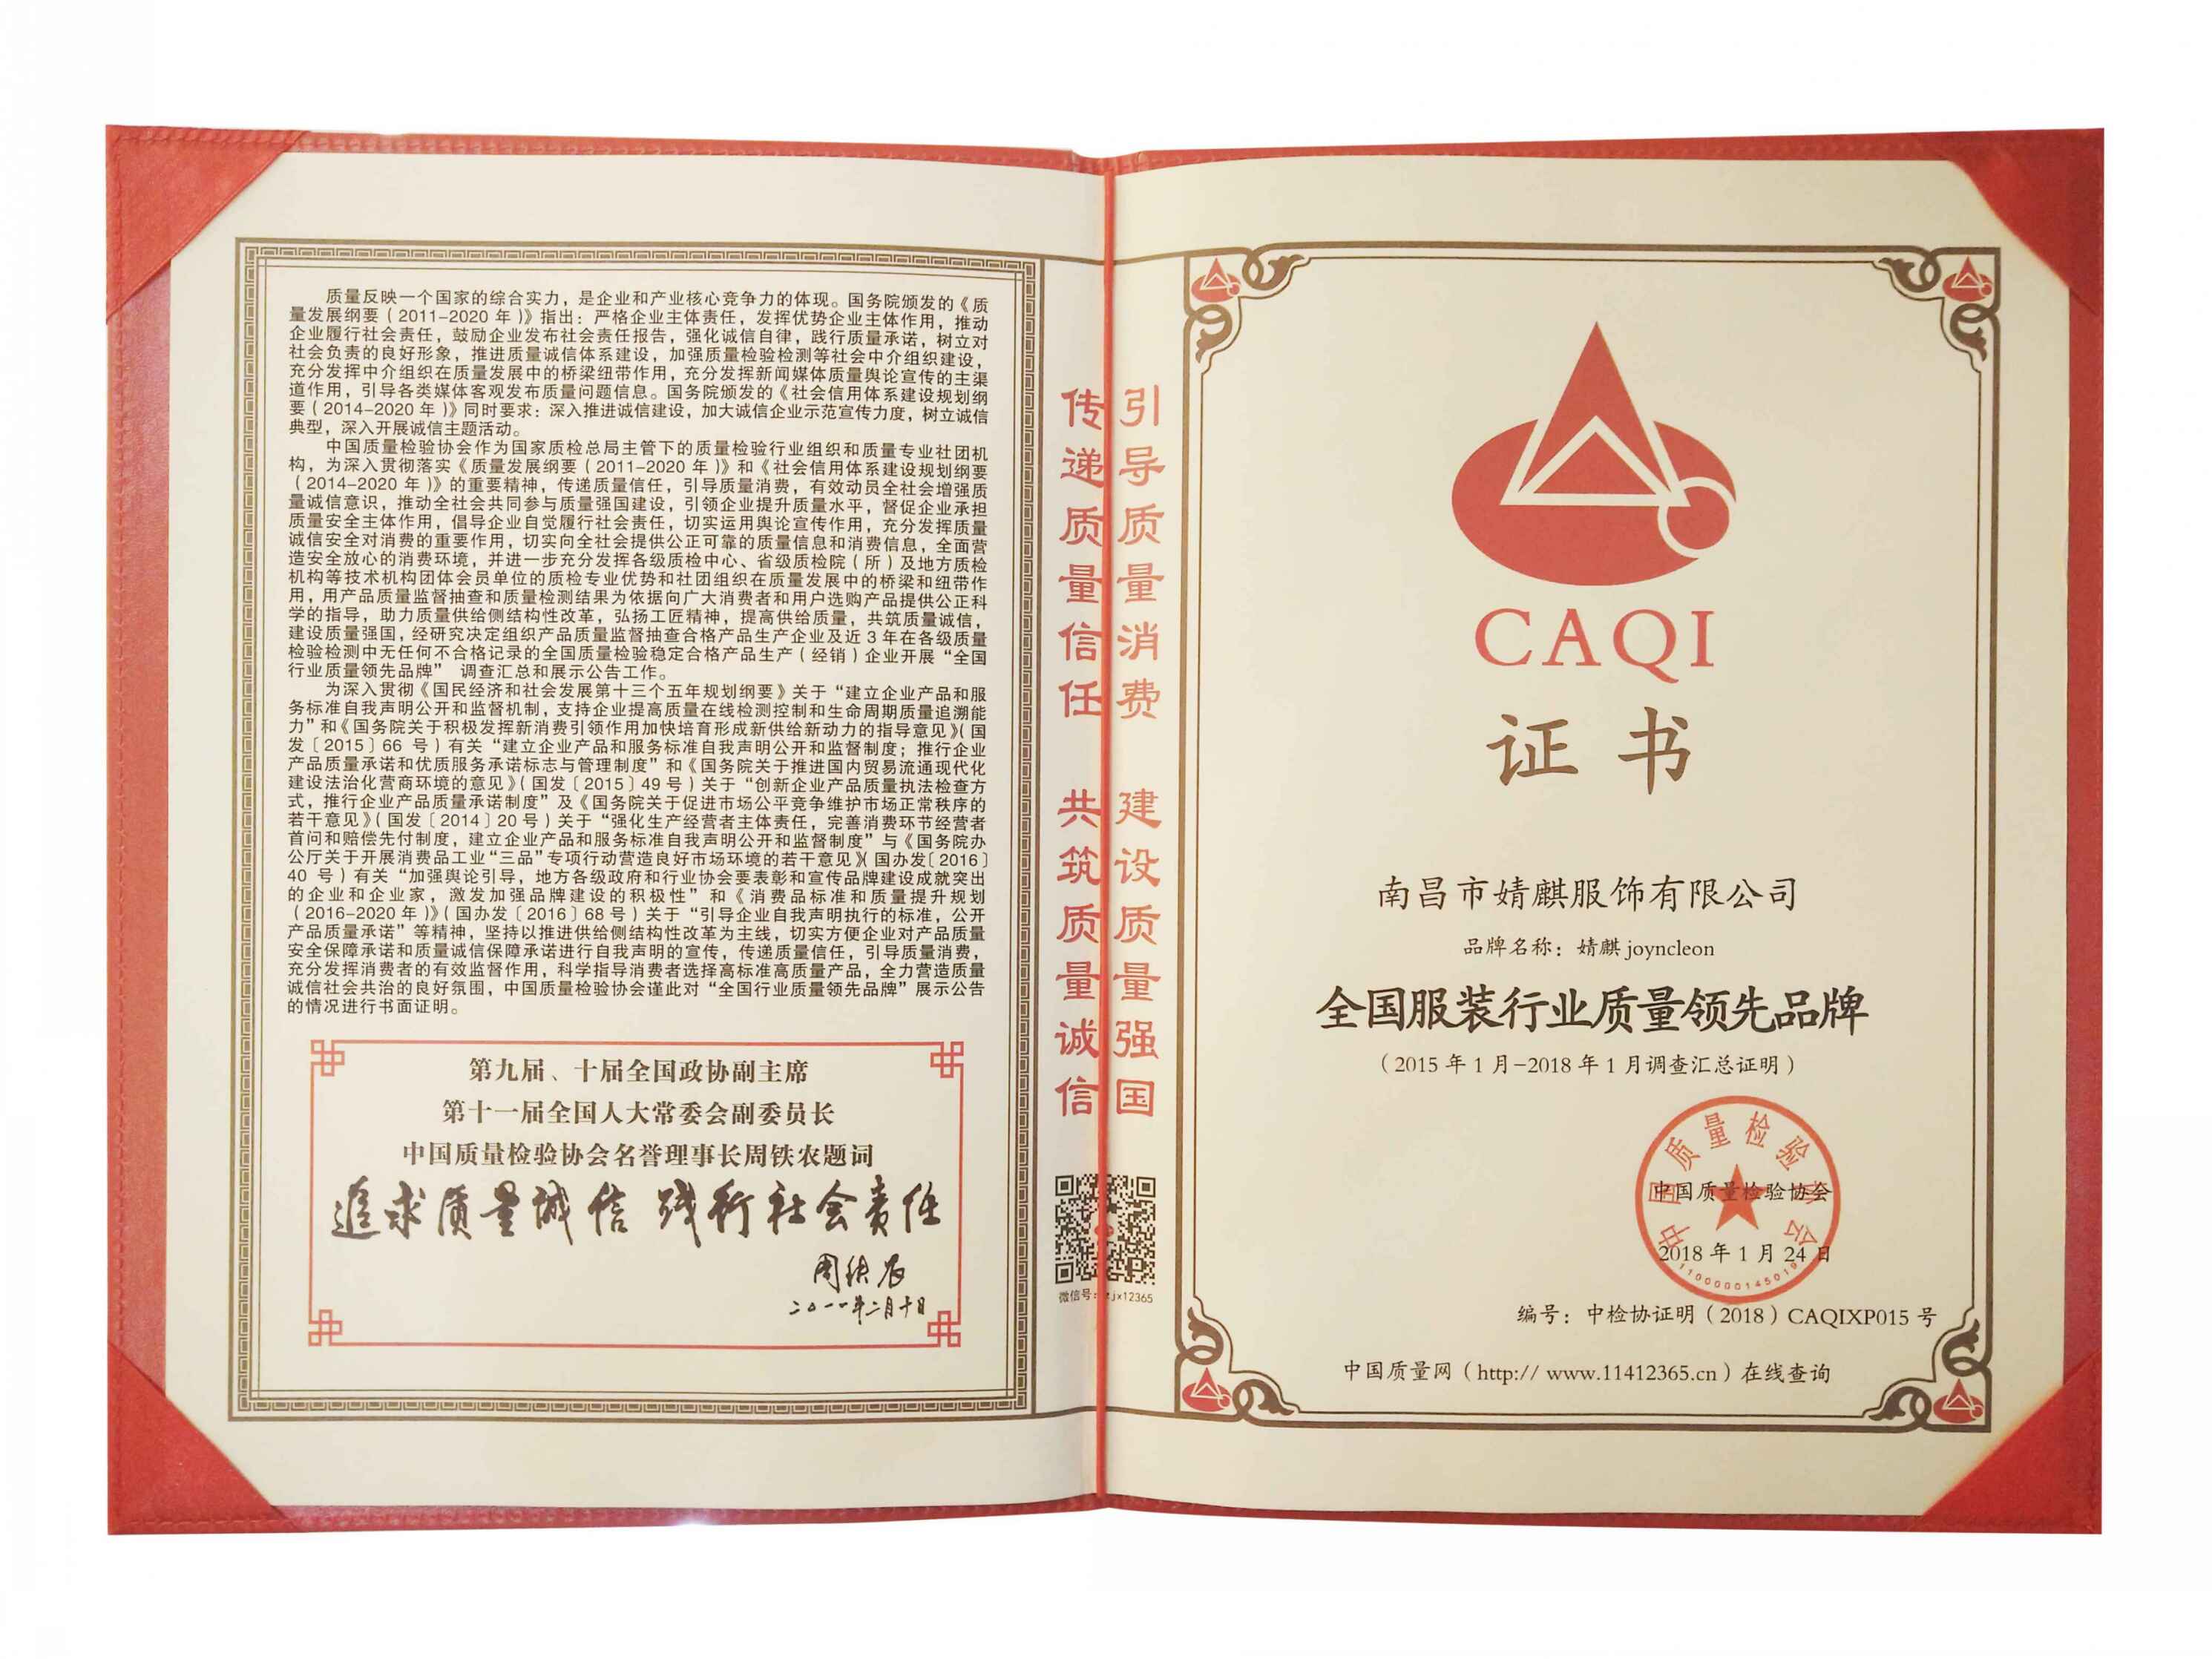 质量反映一个国家的综合实力，是企业和产业核心竞争力的体现。国务院颁发的《质
量发展纲要（2011-2020 年）》指出：严格企业主体责任，发挥优势企业主体作用，推动
企业履行社会责任，鼓励企业发布社会责任报告，强化诚信自律，践行质量承诺，树立对
社会负责的良好形象，推进质量诚信体系建设，加强质量检验检测等社会中介组织建设，
充分发挥中介组织在质量发展中的桥梁纽带作用，充分发挥新闻媒体质量舆论宣传的主渠
道作用，引导各类媒体客观发布质量问题信息。国务院颁发的《社会信用体系建设规划纲
要（2014-2020 年）》同时要求：深入推进诚信建设，加大诚信企业示范宣传力度，树立诚信
典型，深入开展诚信主题活动。
中国质量检验协会作为国家质检总局主管下的质量检验行业组织和质量专业社团机
构，为深入贯彻落实《质量发展纲要（2011-2020 年）》和《社会信用体系建设规划纲要
（2014-2020 年）》的重要精神，传递质量信任，引导质量消费，有效动员全社会增强质
量诚信意识，推动全社会共同参与质量强国建设，引领企业提升质量水平，督促企业承担
质量安全主体作用，倡导企业自觉履行社会责任，切实运用舆论宣传作用，充分发挥质量
诚信安全对消费的重要作用，切实向全社会提供公正可靠的质量信息和消费信息，全面营
造安全放心的消费环境，并进一步充分发挥各级质检中心、省级质检院（所）及地方质检
机构等技术机构团体会员单位的质检专业优势和社团组织在质量发展中的桥梁和纽带作
用，用产品质量监督抽查和质量检测结果为依据向广大消费者和用户选购产品提供公正科
学的指导，助力质量供给侧结构性改革，弘扬工匠精神，提高供给质量，共筑质量诚信，
建设质量强国，经研究决定组织产品质量监督抽查合格产品生产企业及近 3 年在各级质量
检验检测中无任何不合格记录的全国质量检验稳定合格产品生产（经销）企业开展“全国
行业质量领先品牌” 调查汇总和展示公告工作。
为深入贯彻《国民经济和社会发展第十三个五年规划纲要》关于“建立企业产品和服
务标准自我声明公开和监督机制，支持企业提高质量在线检测控制和生命周期质量追溯能
力”和《国务院关于积极发挥新消费引领作用加快培育形成新供给新动力的指导意见》（国
发〔2015〕66 号）有关“建立企业产品和服务标准自我声明公开和监督制度；推行企业
产品质量承诺和优质服务承诺标志与管理制度”和《国务院关于推进国内贸易流通现代化
建设法治化营商环境的意见》（国发〔2015〕49 号）关于“创新企业产品质量执法检查方
式，推行企业产品质量承诺制度”及《国务院关于促进市场公平竞争维护市场正常秩序的
若干意见》（国发〔2014〕20 号）关于“强化生产经营者主体责任，完善消费环节经营者
首问和赔偿先付制度，建立企业产品和服务标准自我声明公开和监督制度”与《国务院办
公厅关于开展消费品工业“三品”专项行动营造良好市场环境的若干意见》（国办发〔2016〕
40 号）有关“加强舆论引导，地方各级政府和行业协会要表彰和宣传品牌建设成就突出
的企业和企业家，激发加强品牌建设的积极性”和《消费品标准和质量提升规划
（2016-2020 年）》（国办发〔2016〕68 号）关于“引导企业自我声明执行的标准，公开
产品质量承诺”等精神，坚持以推进供给侧结构性改革为主线，切实方便企业对产品质量
安全保障承诺和质量诚信保障承诺进行自我声明的宣传，传递质量信任，引导质量消费，
充分发挥消费者的有效监督作用，科学指导消费者选择高标准高质量产品，全力营造质量
诚信社会共治的良好氛围，中国质量检验协会谨此对“全国行业质量领先品牌”展示公告
的情况进行书面证明。
第九届、十届全国政协副主席
第十一届全国人大常委会副委员长
中国质量检验协会名誉理事长周铁农题词
追求质量诚信 践行社会责任
周铁农
二〇一一年二月十日
传递质量信任 共筑质量诚信
引导质量消费 建设质量强国
微信号：jx12365
CAQI
证书
南昌市婧麒服饰有限公司
品牌名称：婧麒 joyncleon
全国服装行业质量领先品牌
（2015 年 1 月-2018 年 1 月调查汇总证明）
中国质量检验协会
中国质量检验协会
2018 年 1 月 24 日
编号：中检协证明（2018）CAQIXP015 号
中国质量网（http:// www.11412365.cn）在线查询